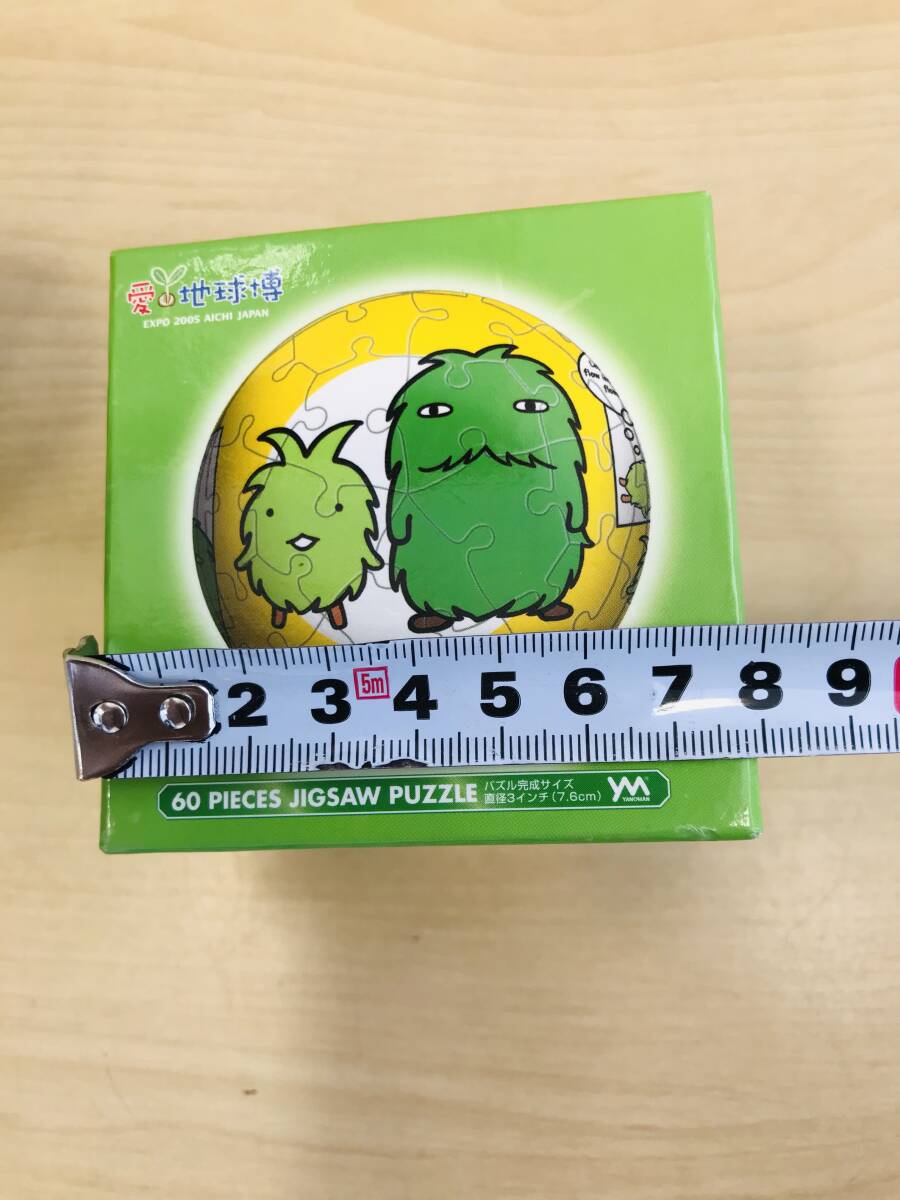 愛・地球博
EXPO 2005 AICHI JAPAN
flow
2 3 5m 4 5 6 7 8 9
60 PIECES JIGSAW PUZZLE
パズル完成サイズ
直径3インチ(7.6cm)
YM
YANOMAN